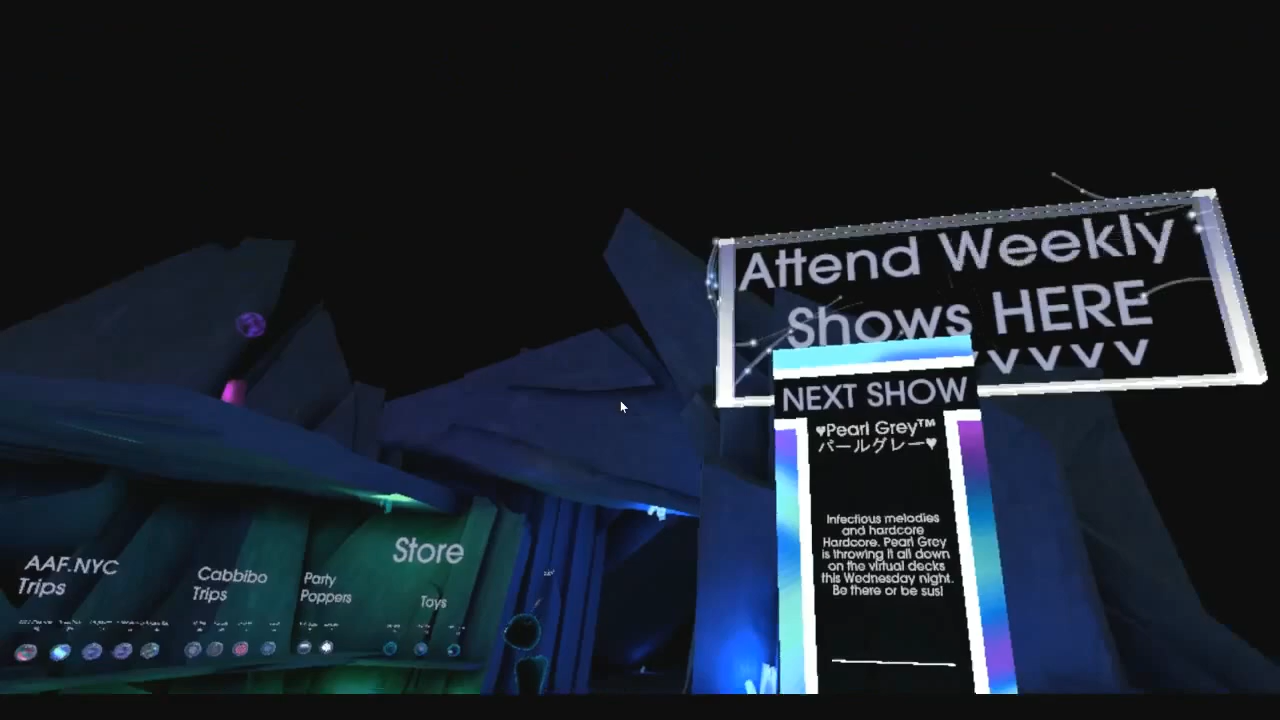 Attend Weekly
Shows HERE
V V V V V
NEXT SHOW
♥Pearl Grey™
パールグレー♥
Infectious melodies
and hardcore
Hardcore. Pearl Grey
is throwing it all down
on the virtual decks
this Wednesday night.
Be there or be sus!
Store
AAF.NYC
Trips
Cabbibo
Trips
Party
Poppers
Toys